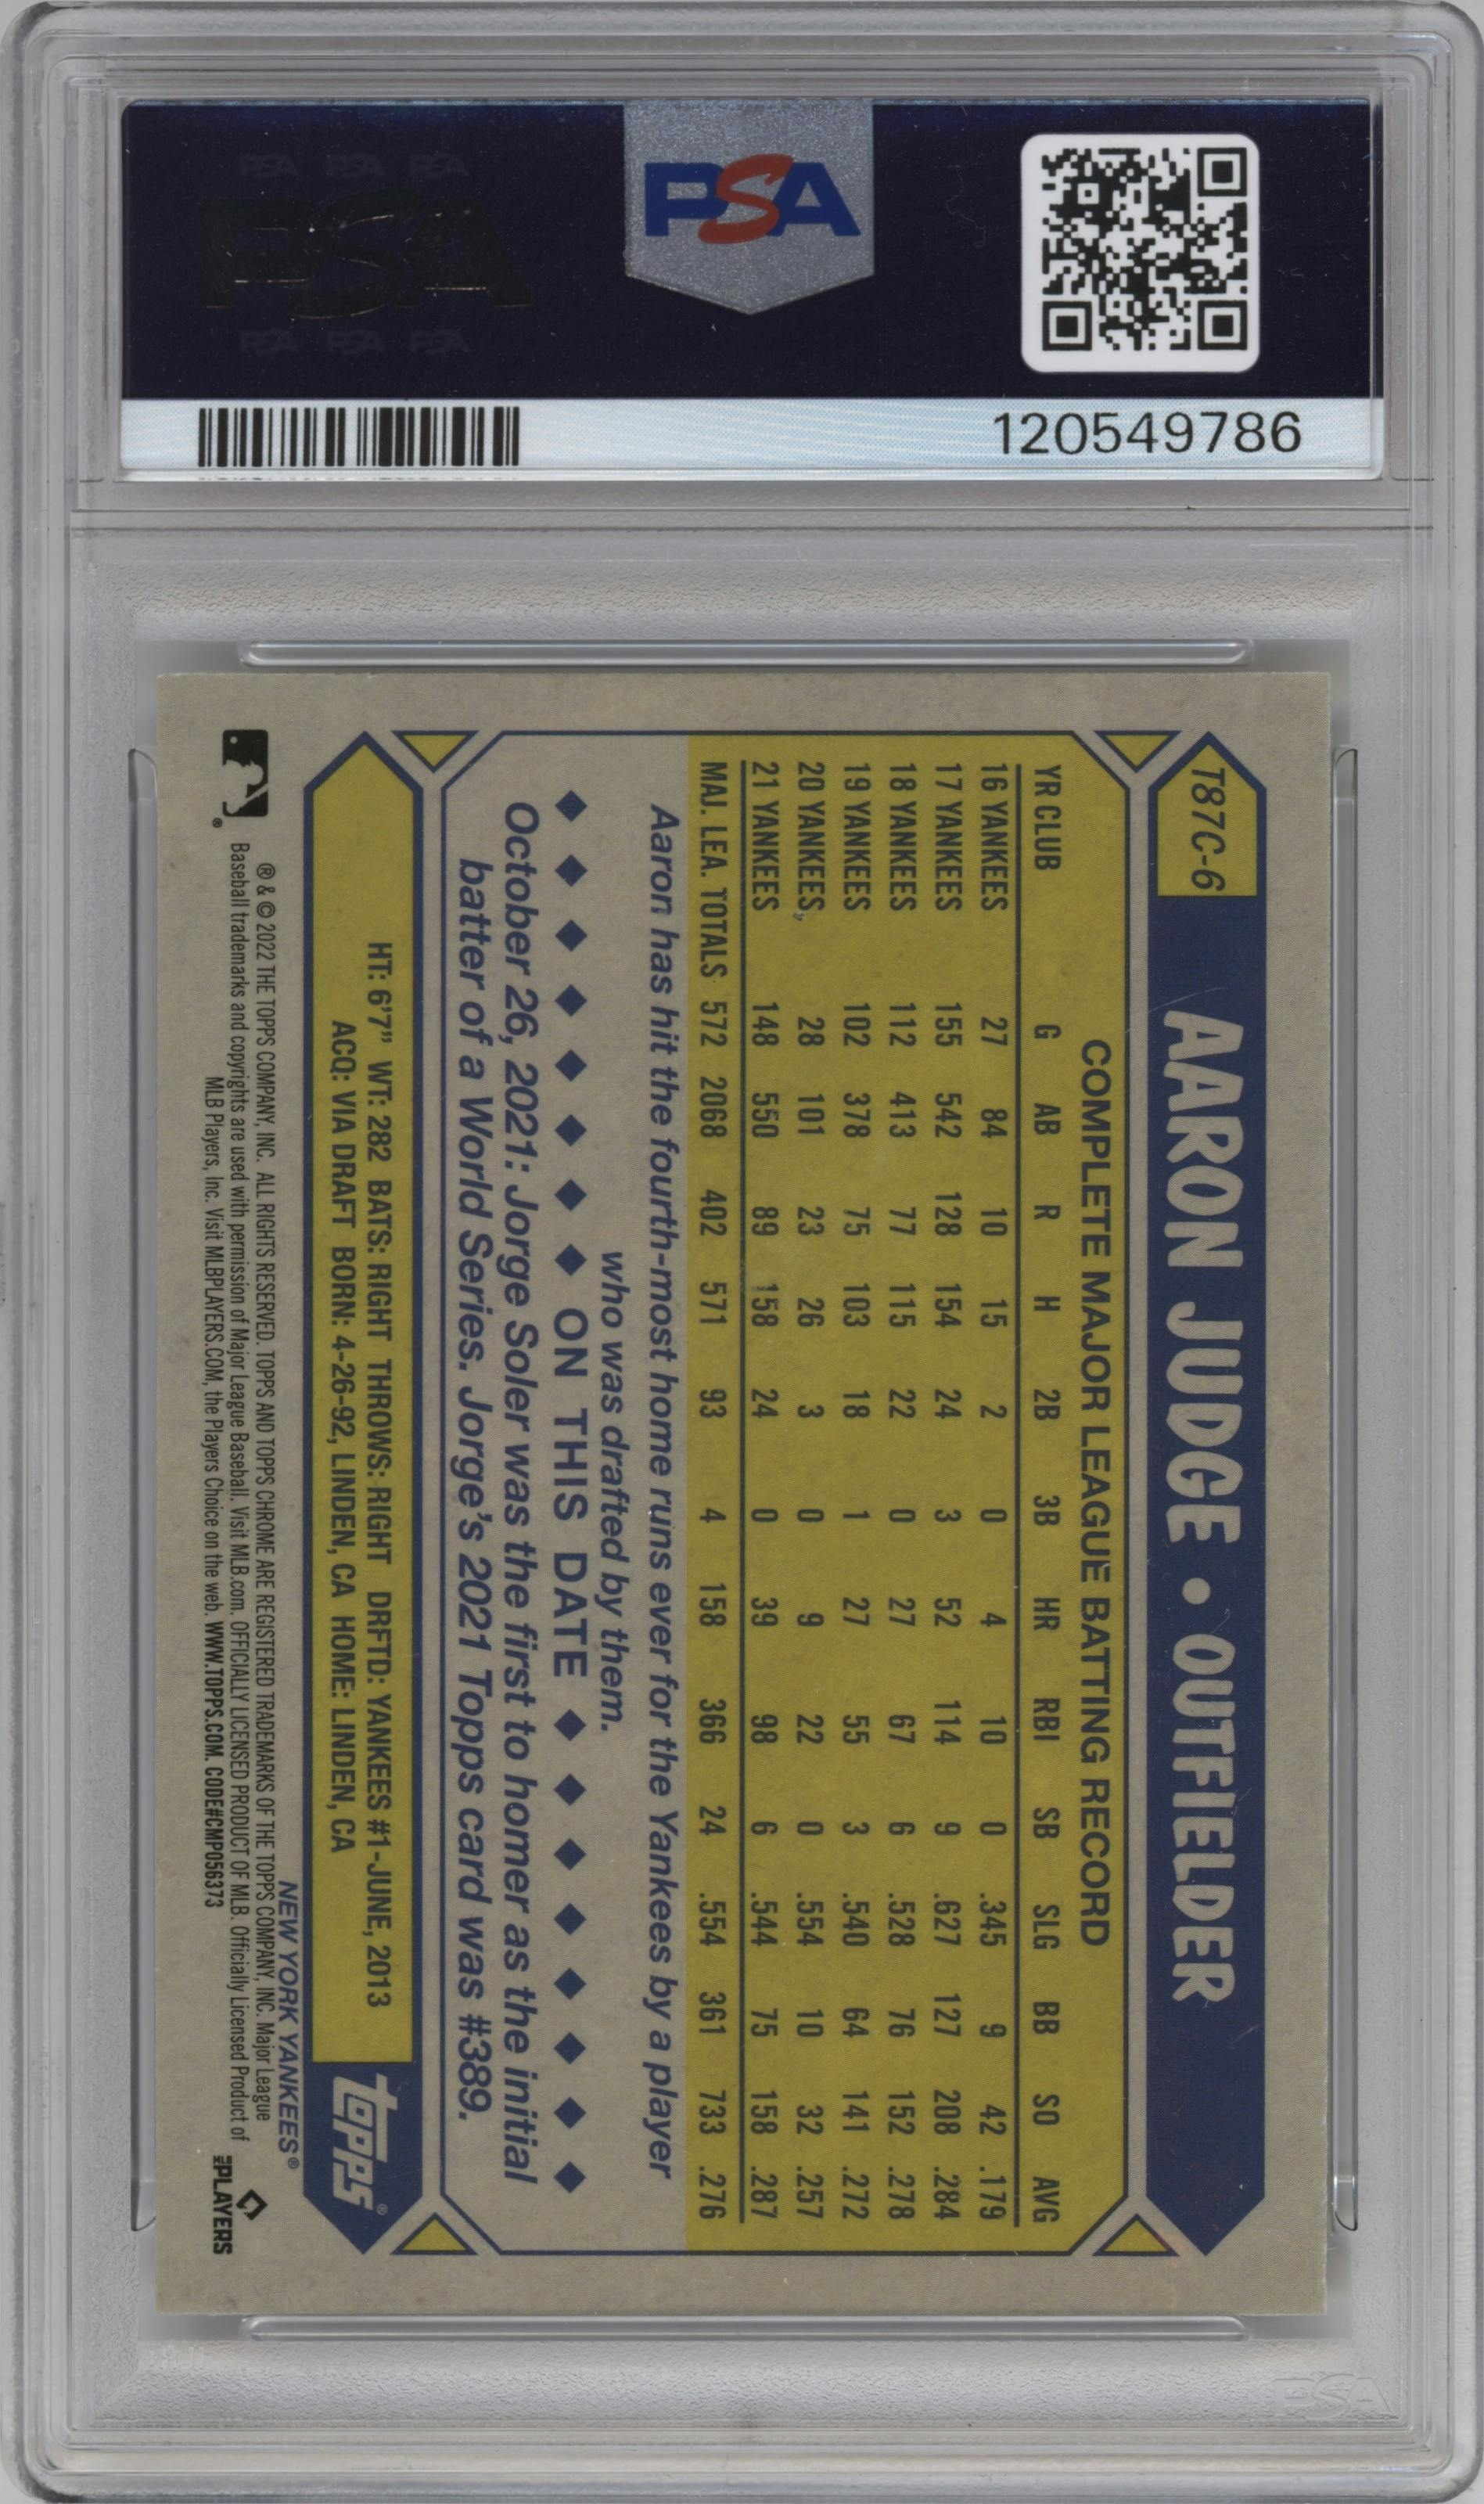 PSA PSA PSA
PSA
PSA PSA PSA
PSA
120549786
T87C-6
AARON JUDGE • OUTFIELDER
COMPLETE MAJOR LEAGUE BATTING RECORD
YR CLUB G AB R H 2B 3B HR RBI SB SLG BB SO AVG
16 YANKEES 27 84 10 15 2 0 4 10 0 .345 9 42 .179
17 YANKEES 155 542 128 154 24 3 52 114 9 .627 127 208 .284
18 YANKEES 112 413 77 115 22 0 27 67 6 .528 76 152 .278
19 YANKEES 102 378 75 103 18 1 27 55 3 .540 64 141 .272
20 YANKEES 28 101 23 26 3 0 9 22 0 .554 10 32 .257
21 YANKEES 148 550 89 158 24 0 39 98 6 .544 75 158 .287
MAJ. LEA. TOTALS 572 2068 402 571 93 4 158 366 24 .554 361 733 .276
Aaron has hit the fourth-most home runs ever for the Yankees by a player
who was drafted by them.
◆ ◆ ◆ ◆ ◆ ◆ ◆ ◆ ON THIS DATE ◆ ◆ ◆ ◆ ◆ ◆ ◆ ◆
October 26, 2021: Jorge Soler was the first to homer as the initial
batter of a World Series. Jorge's 2021 Topps card was #389.
HT: 6'7" WT: 282 BATS: RIGHT THROWS: RIGHT DRFTD: YANKEES #1-JUNE, 2013
ACQ: VIA DRAFT BORN: 4-26-92, LINDEN, CA HOME: LINDEN, CA
topps®
NEW YORK YANKEES®
® & © 2022 THE TOPPS COMPANY, INC. ALL RIGHTS RESERVED. TOPPS AND TOPPS CHROME ARE REGISTERED TRADEMARKS OF THE TOPPS COMPANY, INC. Major League
Baseball trademarks and copyrights are used with permission of Major League Baseball. Visit MLB.com. OFFICIALLY LICENSED PRODUCT OF MLB. Officially Licensed Product of
MLB Players, Inc. Visit MLBPLAYERS.COM, the Players Choice on the web. WWW.TOPPS.COM. CODE#CMP056373
MLB PLAYERS
PSA